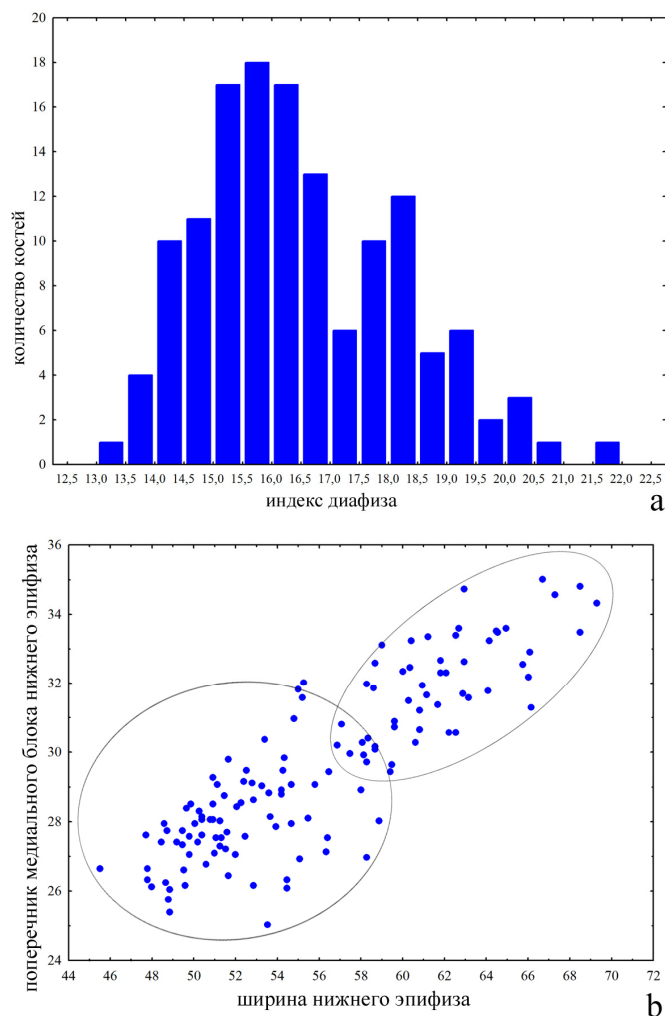 20
18
16
14
12
10
8
6
4
2
0
количество костей
12,5 13,0 13,5 14,0 14,5 15,0 15,5 16,0 16,5 17,0 17,5 18,0 18,5 19,0 19,5 20,0 20,5 21,0 21,5 22,0 22,5
индекс диафиза
a
36
34
32
30
28
26
24
поперечник медиального блока нижнего эпифиза
44 46 48 50 52 54 56 58 60 62 64 66 68 70 72
ширина нижнего эпифиза
b